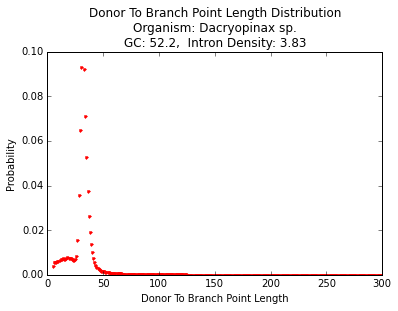 Donor To Branch Point Length Distribution
Organism: Dacryopinax sp.
GC: 52.2,  Intron Density: 3.83
0.10
0.08
0.06
0.04
0.02
0.00
Probability
0 50 100 150 200 250 300
Donor To Branch Point Length